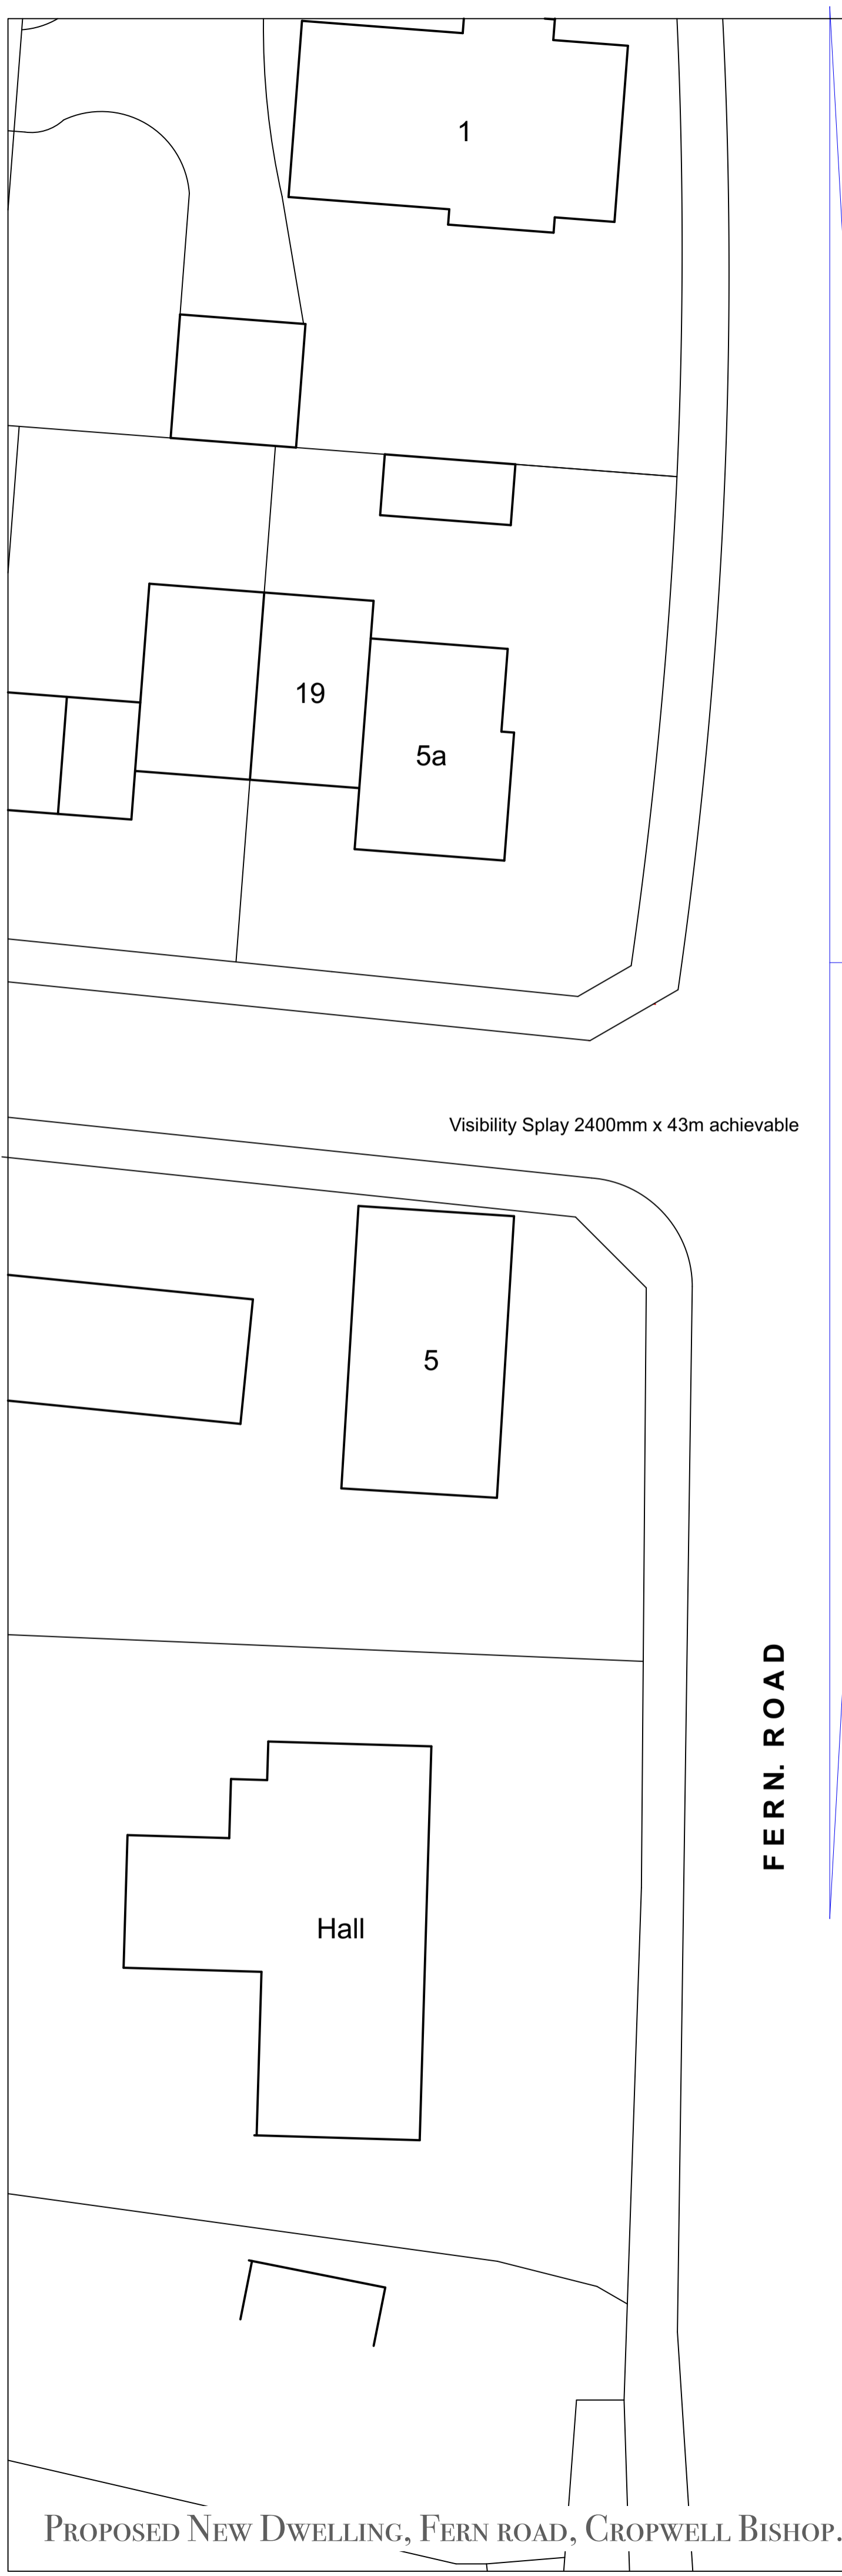 1
19
5a
Visibility Splay 2400mm x 43m achievable
5
FERN. ROAD
Hall
Proposed New Dwelling, Fern road, Cropwell Bishop.